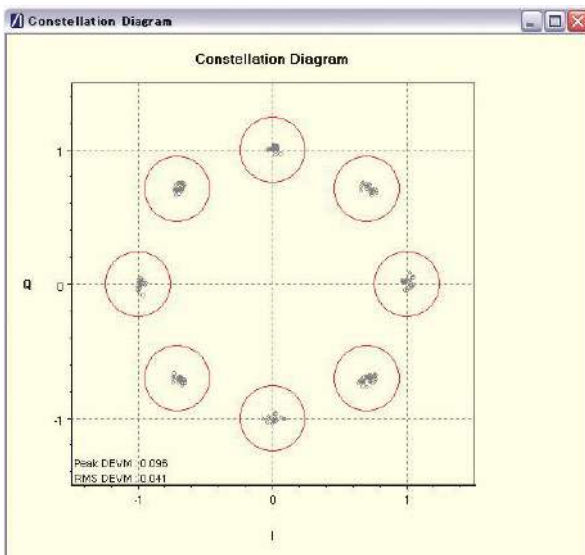 Constellation Diagram
Constellation Diagram
1
Q
0
-1
Peak DEVM :0.096
RMS DEVM :0.041
-1
0
1
I